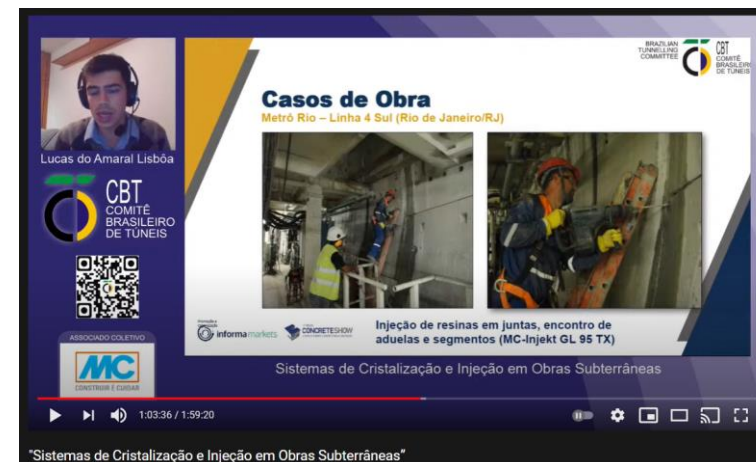 Lucas do Amaral Lisbôa
CBT
COMITÊ
BRASILEIRO
DE TÚNEIS
ASSOCIADO COLETIVO
MC
CONSTRUIR E CUIDAR
BRAZILIAN
TUNNELLING
COMMITTEE
CBT
COMITÊ
BRASILEIRO
DE TÚNEIS
Casos de Obra
Metrô Rio – Linha 4 Sul (Rio de Janeiro/RJ)
informa markets
CONCRETESHOW
Injeção de resinas em juntas, encontro de
aduelas e segmentos (MC-Injekt GL 95 TX)
Sistemas de Cristalização e Injeção em Obras Subterrâneas
1:03:36 / 1:59:20
"Sistemas de Cristalização e Injeção em Obras Subterrâneas”